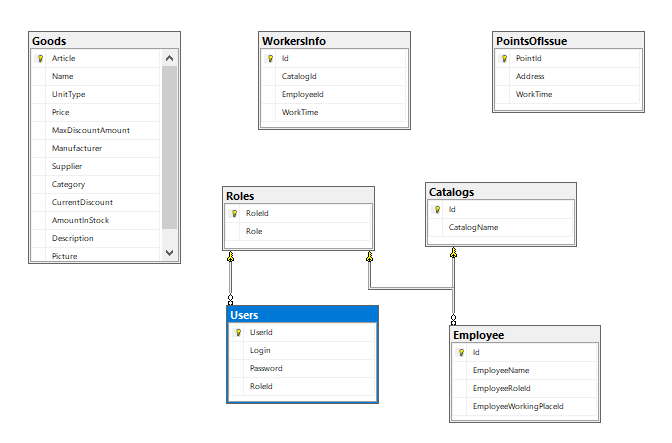 Goods
Article
Name
UnitType
Price
MaxDiscountAmount
Manufacturer
Supplier
Category
CurrentDiscount
AmountInStock
Description
Picture
WorkersInfo
Id
CatalogId
EmployeeId
WorkTime
PointsOfIssue
PointId
Address
WorkTime
Roles
RoleId
Role
Catalogs
Id
CatalogName
Users
UserId
Login
Password
RoleId
Employee
Id
EmployeeName
EmployeeRoleId
EmployeeWorkingPlaceId